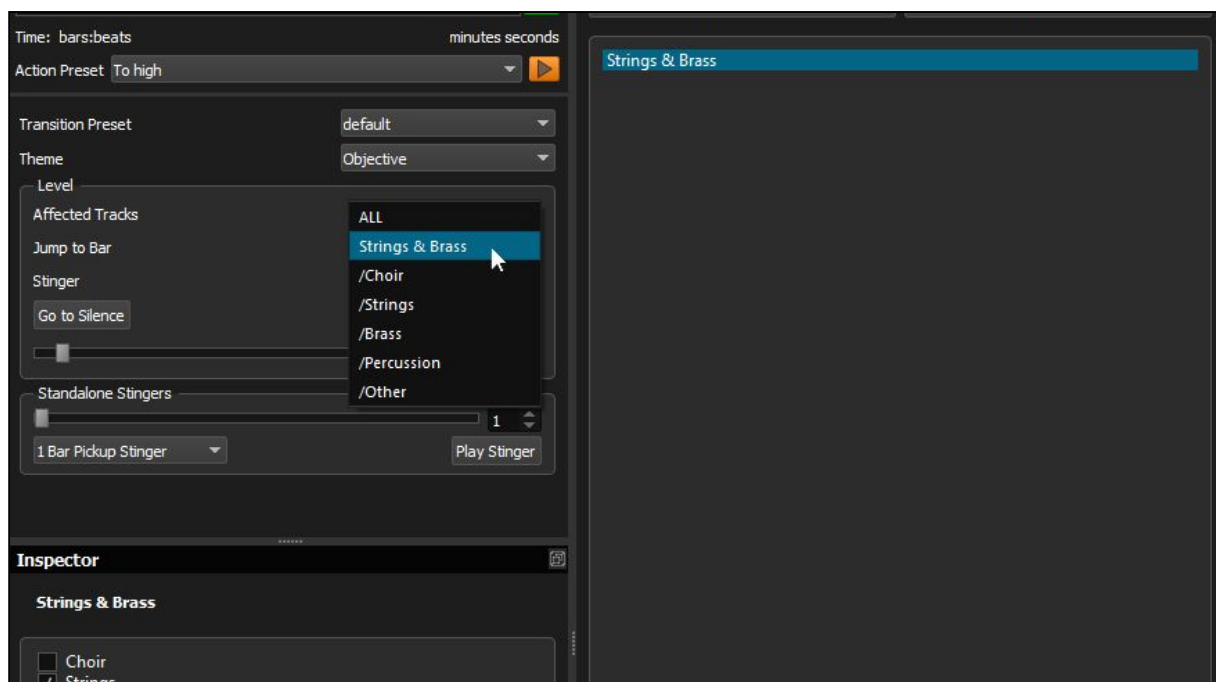 Time: bars:beats minutes seconds
Action Preset To high
Transition Preset default
Theme Objective
Level
Affected Tracks
Jump to Bar
Stinger
Go to Silence
ALL
Strings & Brass
/Choir
/Strings
/Brass
/Percussion
/Other
Standalone Stingers
1
1 Bar Pickup Stinger Play Stinger
Inspector
Strings & Brass
Choir
Strings
Strings & Brass